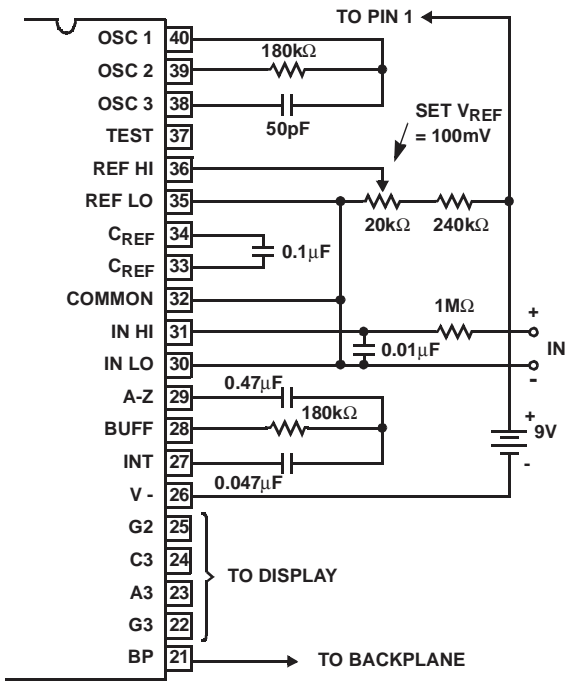 TO PIN 1
OSC 1 40
180kΩ
OSC 2 39
OSC 3 38
50pF
SET VREF
= 100mV
TEST 37
REF HI 36
REF LO 35
20kΩ 240kΩ
CREF 34
0.1μF
CREF 33
COMMON 32
1MΩ
+
IN HI 31
0.01μF
IN
IN LO 30
-
0.47μF
A-Z 29
180kΩ
BUFF 28
+
9V
INT 27
-
0.047μF
V - 26
G2 25
C3 24
TO DISPLAY
A3 23
G3 22
BP 21
TO BACKPLANE